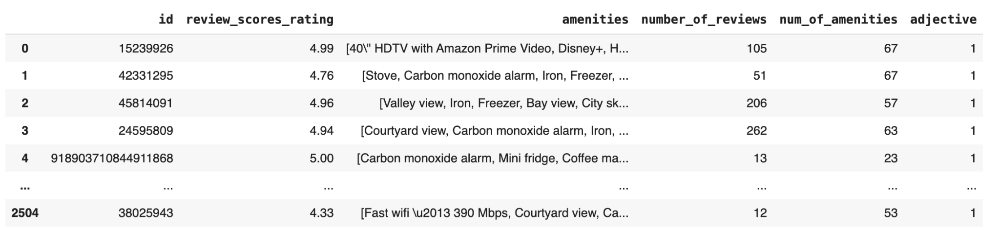 id review_scores_rating amenities number_of_reviews num_of_amenities adjective
0 15239926 4.99 [40\" HDTV with Amazon Prime Video, Disney+, H... 105 67 1
1 42331295 4.76 [Stove, Carbon monoxide alarm, Iron, Freezer, ... 51 67 1
2 45814091 4.96 [Valley view, Iron, Freezer, Bay view, City sk... 206 57 1
3 24595809 4.94 [Courtyard view, Carbon monoxide alarm, Iron, ... 262 63 1
4 918903710844911868 5.00 [Carbon monoxide alarm, Mini fridge, Coffee ma... 13 23 1
... ... ... ... ... ... ...
2504 38025943 4.33 [Fast wifi \u2013 390 Mbps, Courtyard view, Ca... 12 53 1